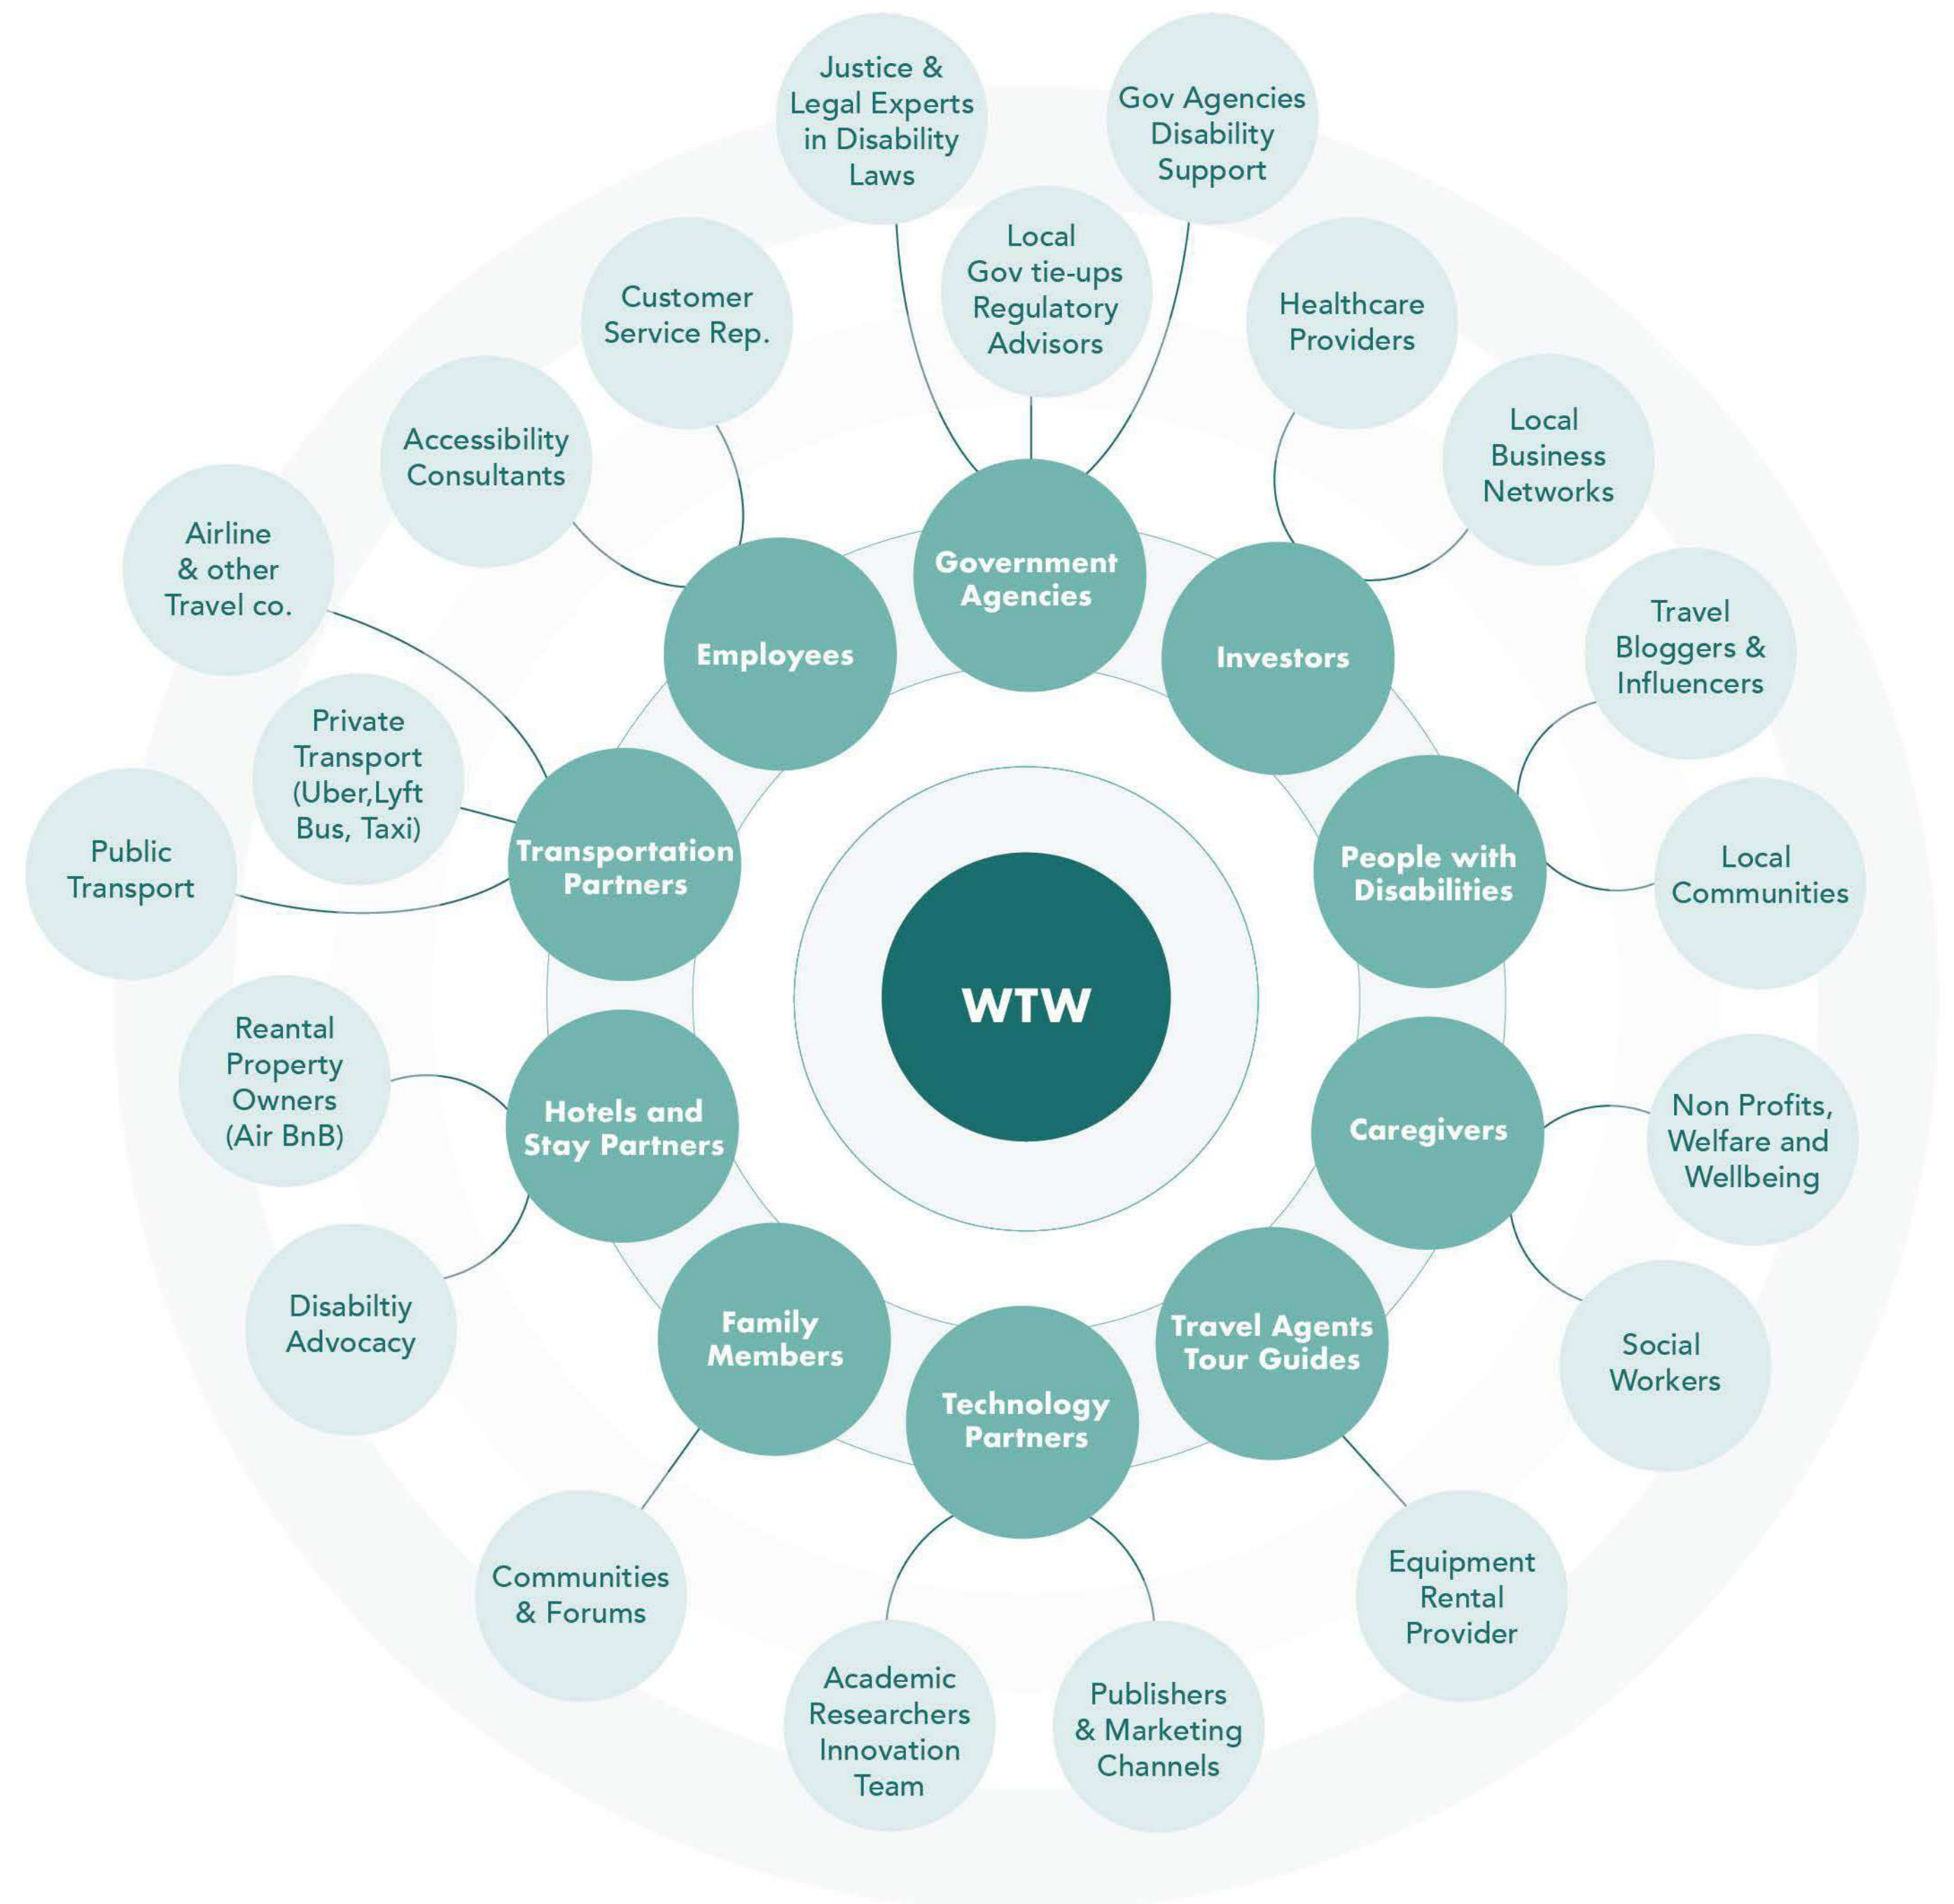 Justice &
Legal Experts
in Disability
Laws
Gov Agencies
Disability
Support
Local
Gov tie-ups
Regulatory
Advisors
Customer
Service Rep.
Healthcare
Providers
Accessibility
Consultants
Local
Business
Networks
Airline
& other
Travel co.
Government
Agencies
Employees
Investors
Travel
Bloggers &
Influencers
Private
Transport
(Uber,Lyft
Bus, Taxi)
Public
Transport
Transportation
Partners
People with
Disabilities
Local
Communities
WTW
Reantal
Property
Owners
(Air BnB)
Hotels and
Stay Partners
Caregivers
Non Profits,
Welfare and
Wellbeing
Disabiltiy
Advocacy
Family
Members
Technology
Partners
Travel Agents
Tour Guides
Social
Workers
Communities
& Forums
Academic
Researchers
Innovation
Team
Publishers
& Marketing
Channels
Equipment
Rental
Provider